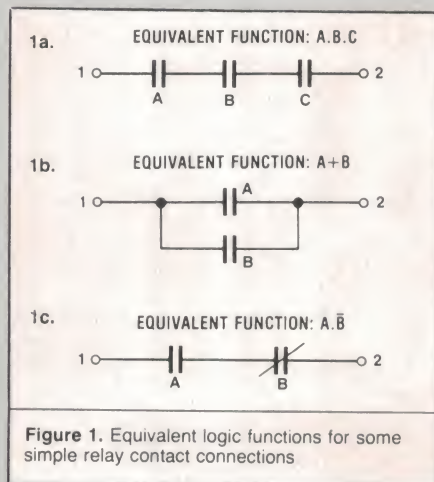 1a. EQUIVALENT FUNCTION: A.B.C
1 2
A B C
1b. EQUIVALENT FUNCTION: A+B
1 A 2
B
1c. EQUIVALENT FUNCTION: A.B̄
1 2
A B
Figure 1. Equivalent logic functions for some
simple relay contact connections